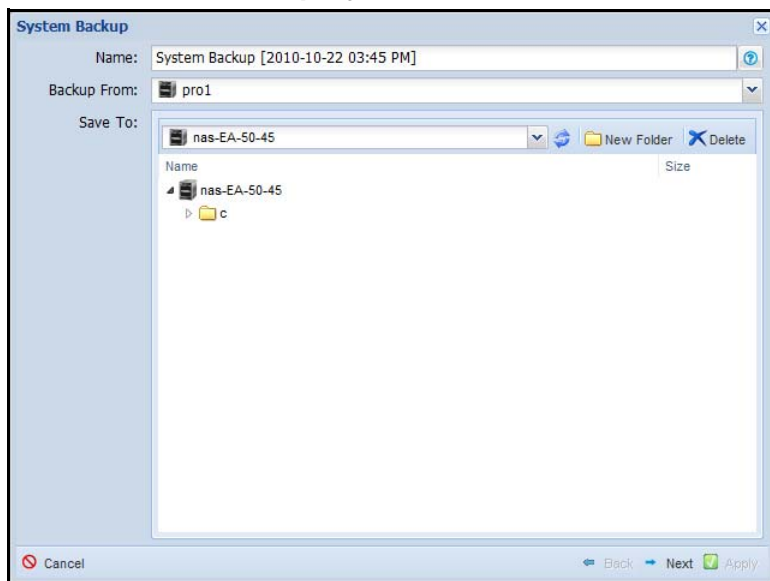 System Backup
Name: System Backup [2010-10-22 03:45 PM]
Backup From: pro1
Save To: nas-EA-50-45 New Folder Delete
Name Size
nas-EA-50-45
c
Cancel Back Next Apply